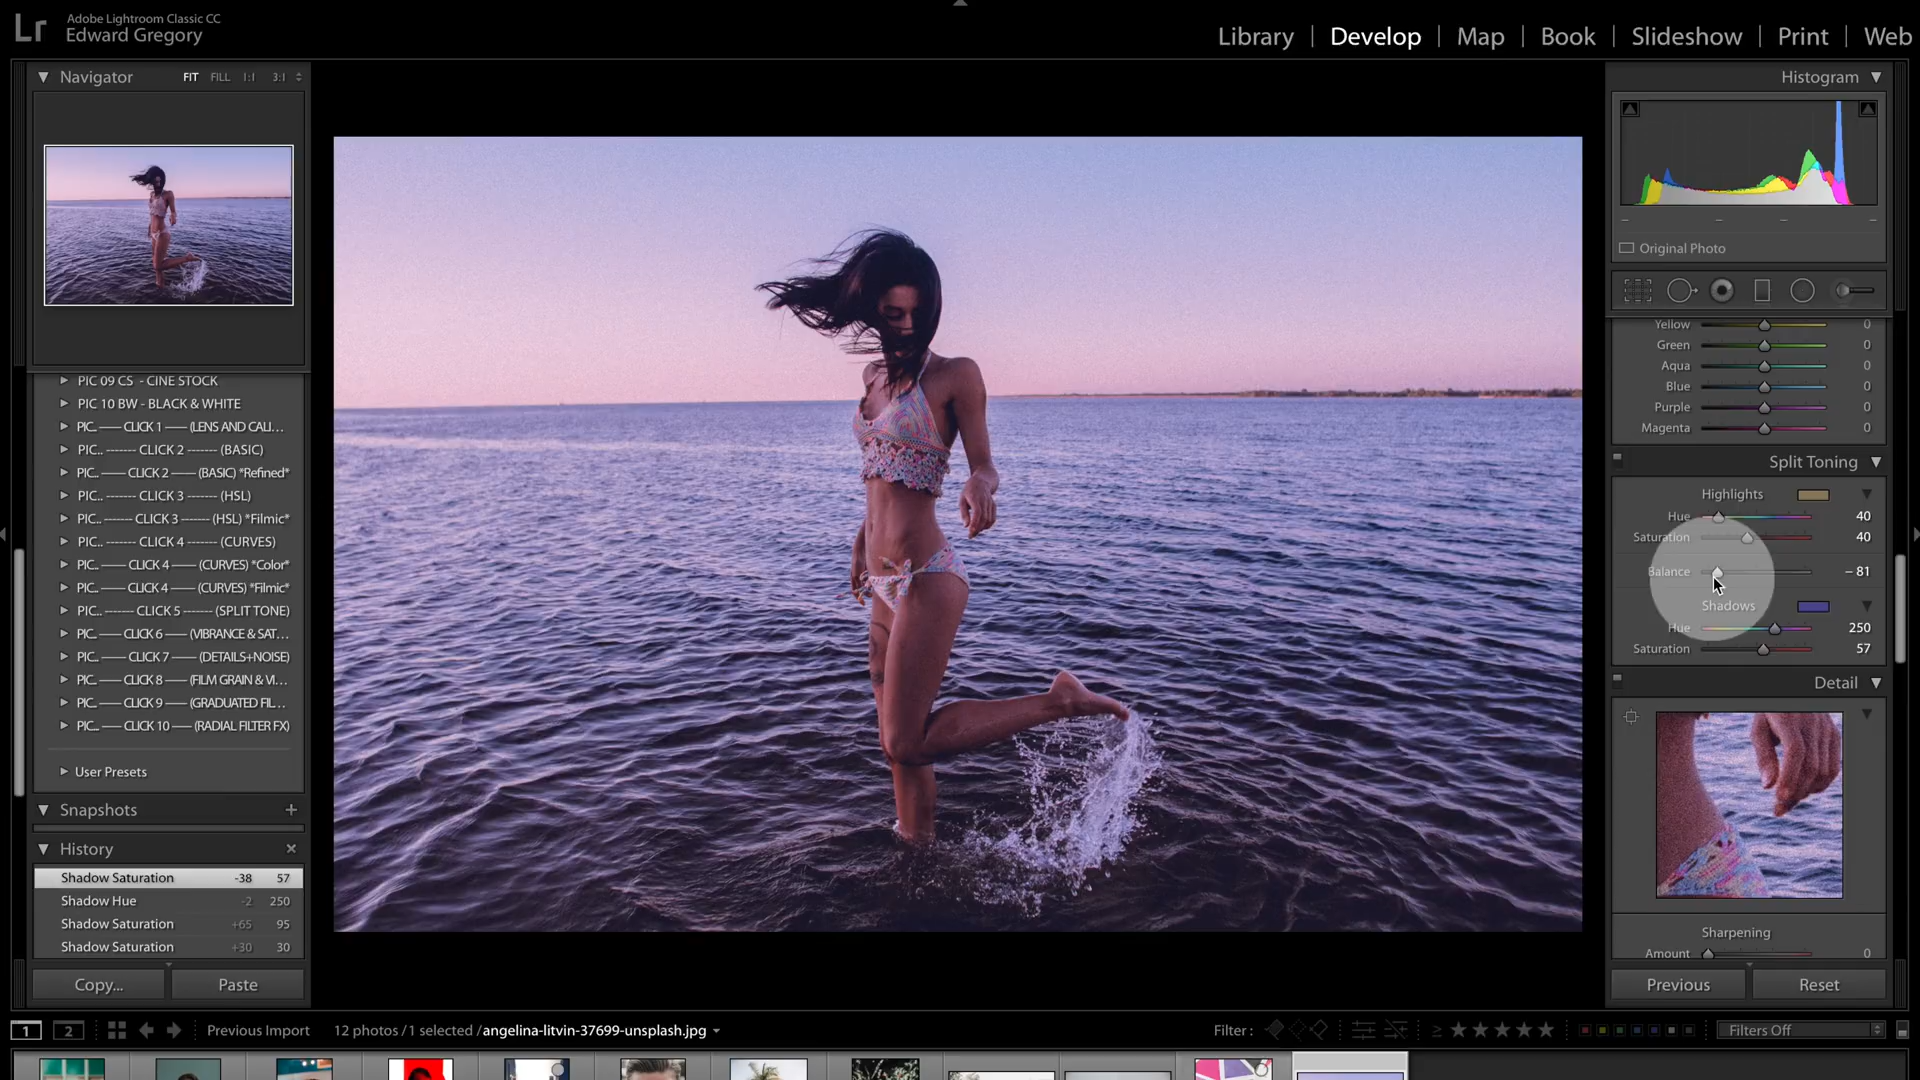 Lr
Adobe Lightroom Classic CC
Edward Gregory
Library | Develop | Map | Book | Slideshow | Print | Web
Navigator FIT FILL 1:1 3:1
PIC 09 CS - CINE STOCK
PIC 10 BW - BLACK & WHITE
PIC.. —— CLICK 1 —— (LENS AND CALI...
PIC.. ------- CLICK 2 ------- (BASIC)
PIC.. —— CLICK 2 —— (BASIC) *Refined*
PIC.. ------- CLICK 3 ------- (HSL)
PIC.. ------- CLICK 3 ------- (HSL) *Filmic*
PIC.. ------- CLICK 4 ------- (CURVES)
PIC.. —— CLICK 4 —— (CURVES) *Color*
PIC.. —— CLICK 4 —— (CURVES) *Filmic*
PIC.. ------ CLICK 5 ------ (SPLIT TONE)
PIC.. —— CLICK 6 —— (VIBRANCE & SAT...
PIC.. —— CLICK 7 —— (DETAILS+NOISE)
PIC.. —— CLICK 8 —— (FILM GRAIN & VI...
PIC.. —— CLICK 9 —— (GRADUATED FIL...
PIC.. —— CLICK 10 —— (RADIAL FILTER FX)
User Presets
Snapshots +
History ×
Shadow Saturation -38 57
Shadow Hue -2 250
Shadow Saturation +65 95
Shadow Saturation +30 30
Copy... Paste
Histogram
Original Photo
Yellow 0
Green 0
Aqua 0
Blue 0
Purple 0
Magenta 0
Split Toning
Highlights
Hue 40
Saturation 40
Balance – 81
Shadows
Hue 250
Saturation 57
Detail
Sharpening
Amount 0
Previous Reset
1 2 Previous Import 12 photos / 1 selected / angelina-litvin-37699-unsplash.jpg Filter : ≥ ★★★★★ Filters Off